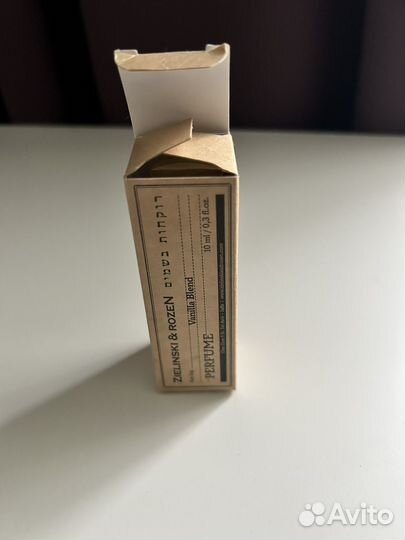 רוקחות בשמים
ZIELINSKI & ROZEN
Vanilla Blend
PERFUME
10 ml / 0,3 fl.oz.
Avito